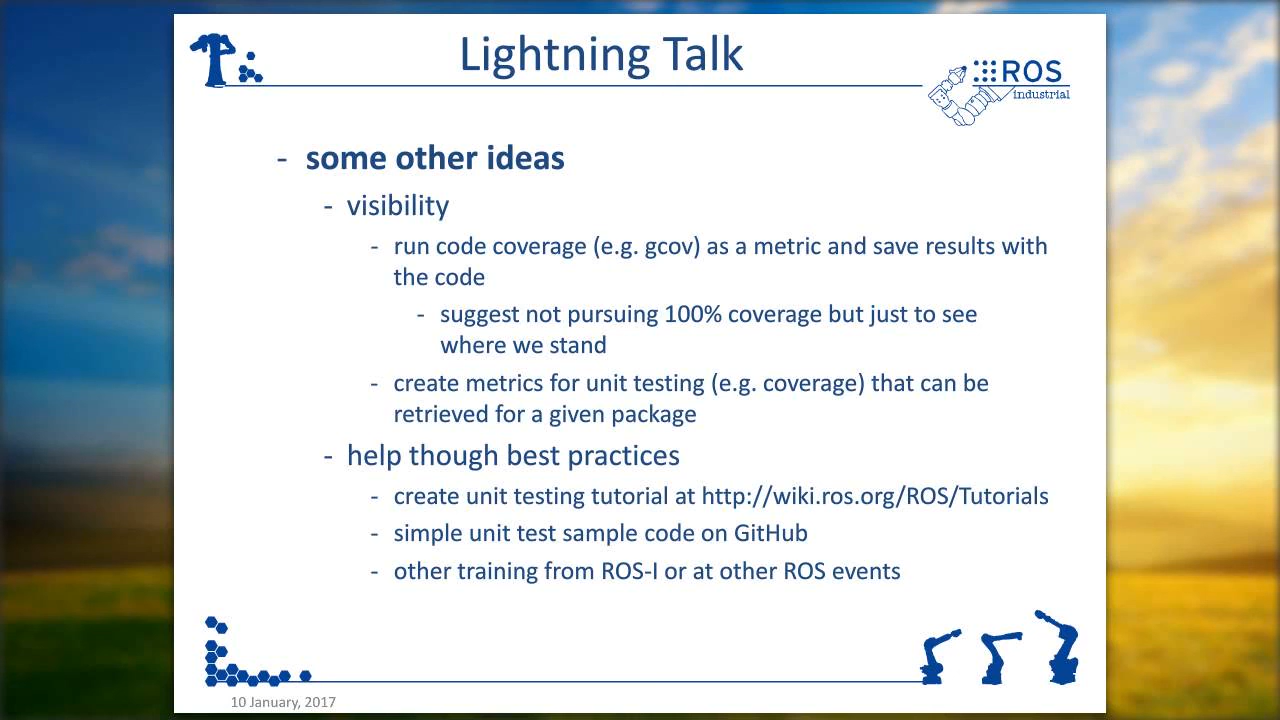 Lightning Talk
ROS
industrial
- some other ideas
- visibility
- run code coverage (e.g. gcov) as a metric and save results with
the code
- suggest not pursuing 100% coverage but just to see
where we stand
- create metrics for unit testing (e.g. coverage) that can be
retrieved for a given package
- help though best practices
- create unit testing tutorial at http://wiki.ros.org/ROS/Tutorials
- simple unit test sample code on GitHub
- other training from ROS-I or at other ROS events
10 January, 2017